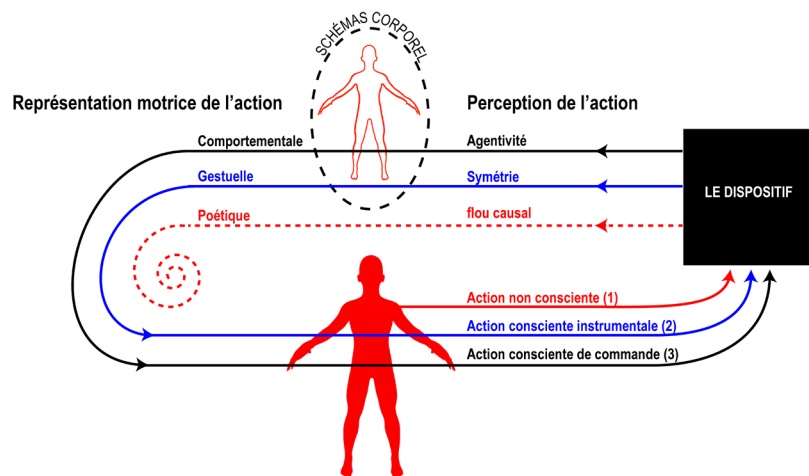 SCHÉMAS CORPOREL
Représentation motrice de l'action
Perception de l'action
Comportementale
Agentivité
Gestuelle
Symétrie
LE DISPOSITIF
Poétique
flou causal
Action non consciente (1)
Action consciente instrumentale (2)
Action consciente de commande (3)